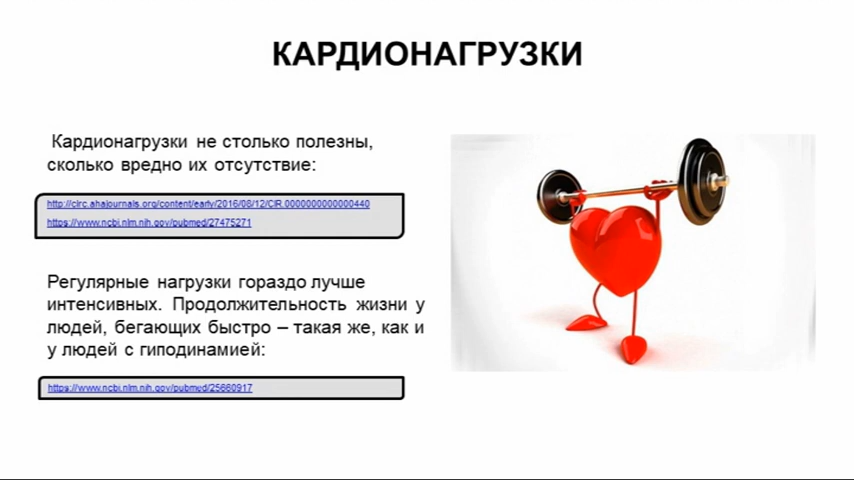 КАРДИОНАГРУЗКИ
Кардионагрузки не столько полезны,
сколько вредно их отсутствие:
http://circ.ahajournals.org/content/early/2016/08/12/CIR.0000000000000440
https://www.ncbi.nlm.nih.gov/pubmed/27475271
Регулярные нагрузки гораздо лучше
интенсивных. Продолжительность жизни у
людей, бегающих быстро – такая же, как и
у людей с гиподинамией:
https://www.ncbi.nlm.nih.gov/pubmed/25660917